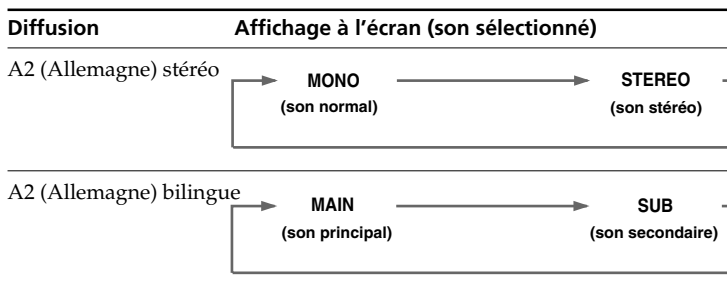 Diffusion Affichage à l'écran (son sélectionné)
A2 (Allemagne) stéréo MONO STEREO
(son normal) (son stéréo)
A2 (Allemagne) bilingue MAIN SUB
(son principal) (son secondaire)